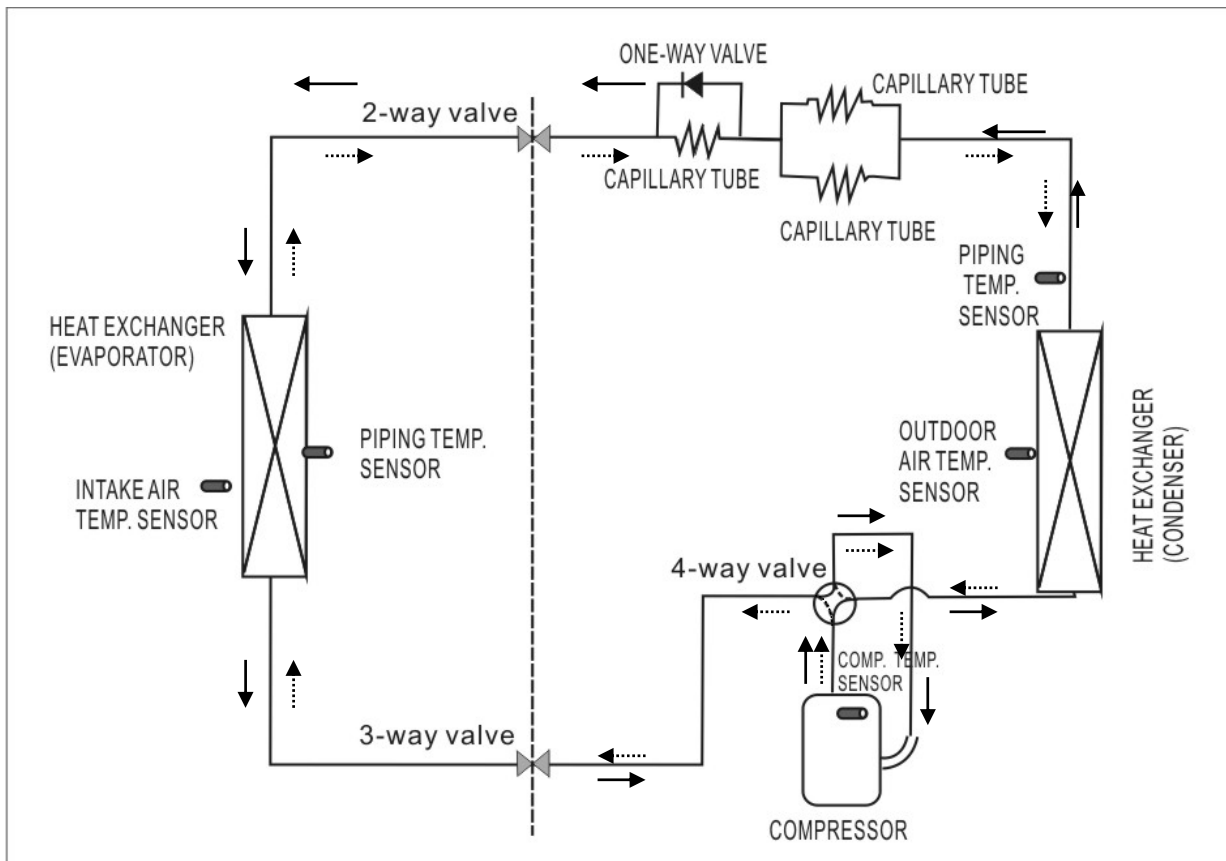 ONE-WAY VALVE
CAPILLARY TUBE
2-way valve
CAPILLARY TUBE
CAPILLARY TUBE
PIPING
TEMP.
SENSOR
HEAT EXCHANGER
(EVAPORATOR)
PIPING TEMP.
SENSOR
INTAKE AIR
TEMP. SENSOR
OUTDOOR
AIR TEMP.
SENSOR
HEAT EXCHANGER
(CONDENSER)
4-way valve
COMP. TEMP.
SENSOR
3-way valve
COMPRESSOR